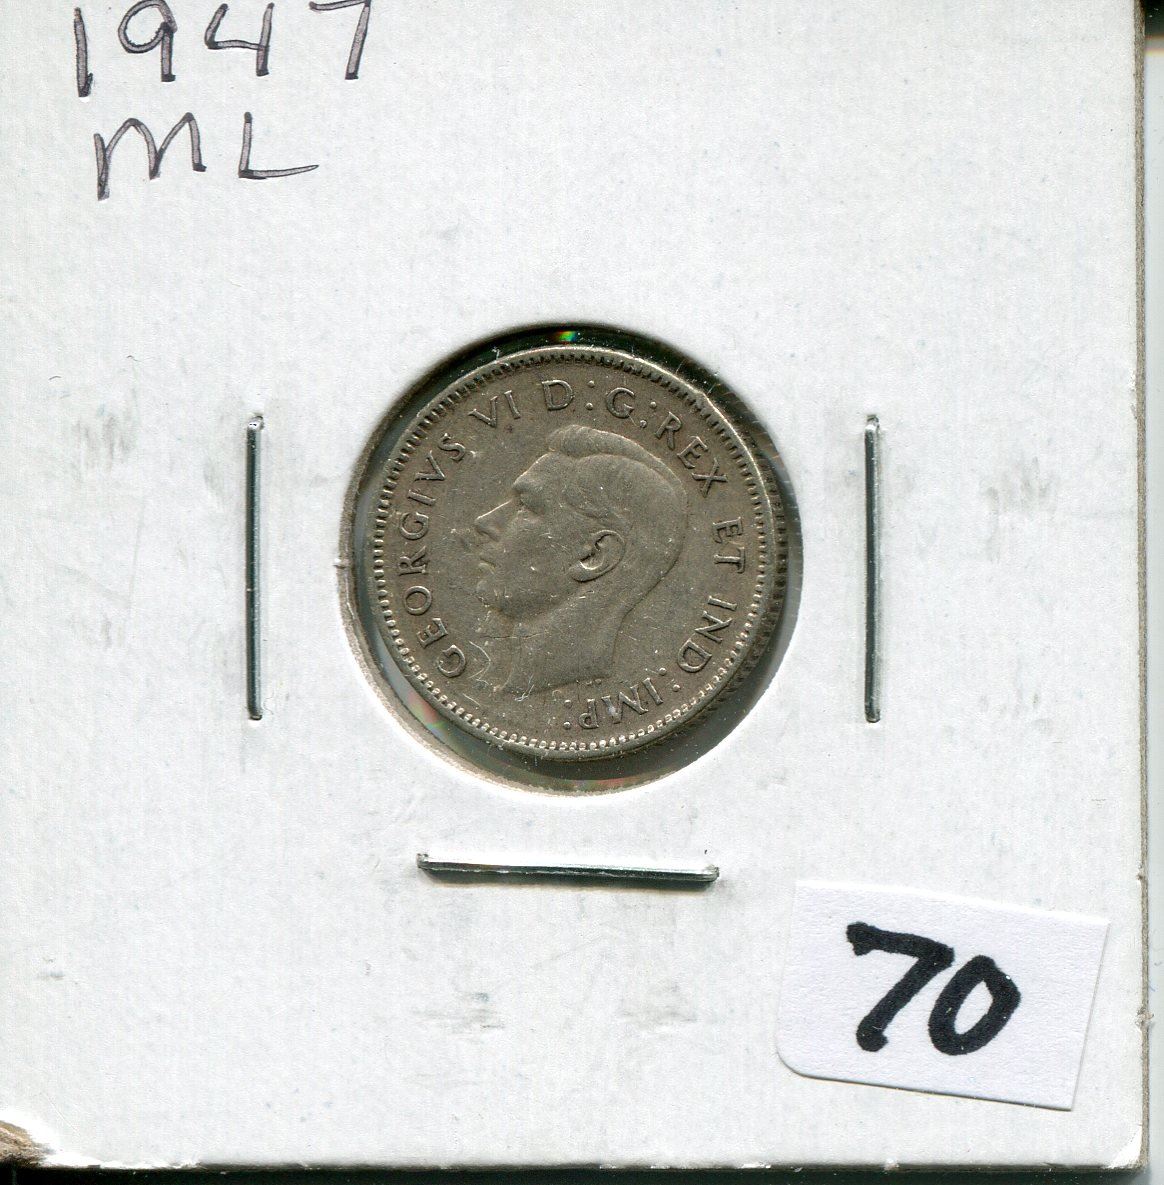 1947
ML
GEORGIVS VI D:G:REX ET IND:IMP:
70